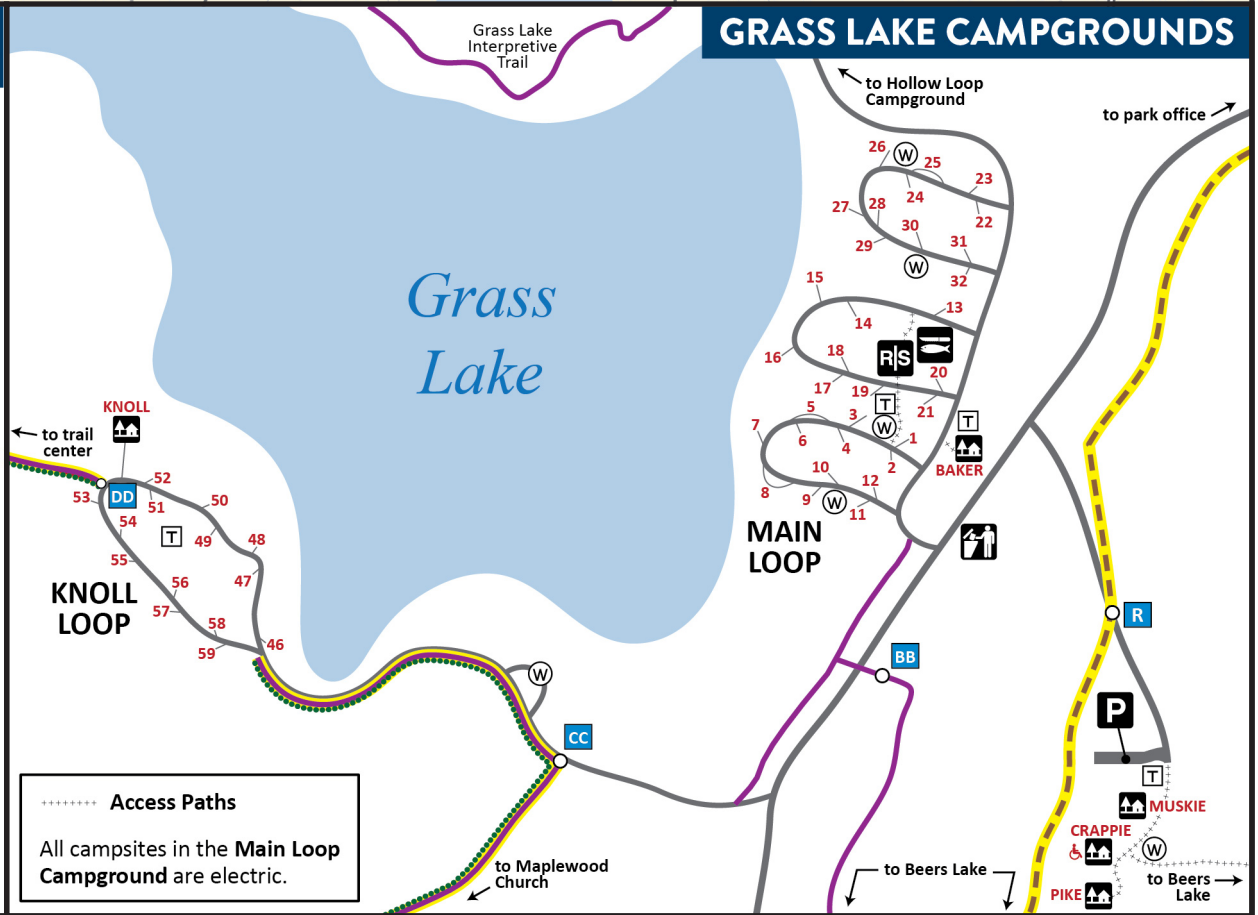 GRASS LAKE CAMPGROUNDS
Grass Lake
Interpretive
Trail
to Hollow Loop
Campground
to park office
26
W
25
23
24
22
27
28
30
29
31
W
32
15
13
14
R|S
16
18
17
19
20
T
21
T
5
3
7
W
1
6
4
2
BAKER
10
12
8
9
W
11
MAIN
LOOP
Grass
Lake
KNOLL
to trail
center
52
53
DD
51
50
54
T
49
48
55
47
56
57
KNOLL
LOOP
58
59
46
W
CC
BB
R
P
T
MUSKIE
CRAPPIE
W
PIKE
to Beers
Lake
to Beers Lake
to Maplewood
Church
Access Paths
All campsites in the Main Loop
Campground are electric.